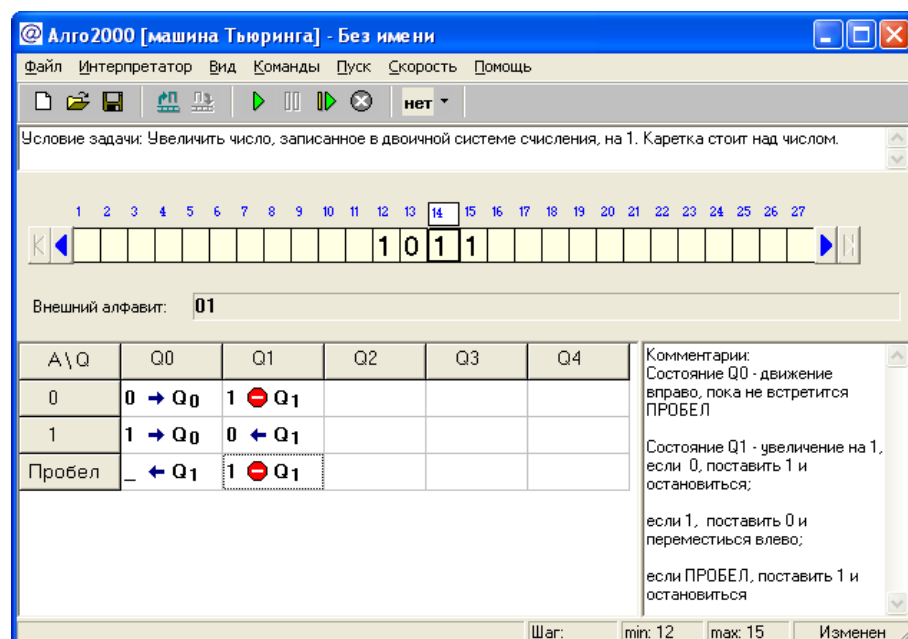 Алго2000 [машина Тьюринга] - Без имени
Файл Интерпретатор Вид Команды Пуск Скорость Помощь
нет
Условие задачи: Увеличить число, записанное в двоичной системе счисления, на 1. Каретка стоит над числом.
1 2 3 4 5 6 7 8 9 10 11 12 13 14 15 16 17 18 19 20 21 22 23 24 25 26 27
1 0 1 1
Внешний алфавит: 01
A\Q Q0 Q1 Q2 Q3 Q4
0 0 → Q0 1 Q1
1 1 → Q0 0 ← Q1
Пробел _ ← Q1 1 Q1
Комментарии:
Состояние Q0 - движение
вправо, пока не встретится
ПРОБЕЛ
Состояние Q1 - увеличение на 1,
если 0, поставить 1 и
остановиться;
если 1, поставить 0 и
переместиься влево;
если ПРОБЕЛ, поставить 1 и
остановиться
Шаг: min: 12 max: 15 Изменен